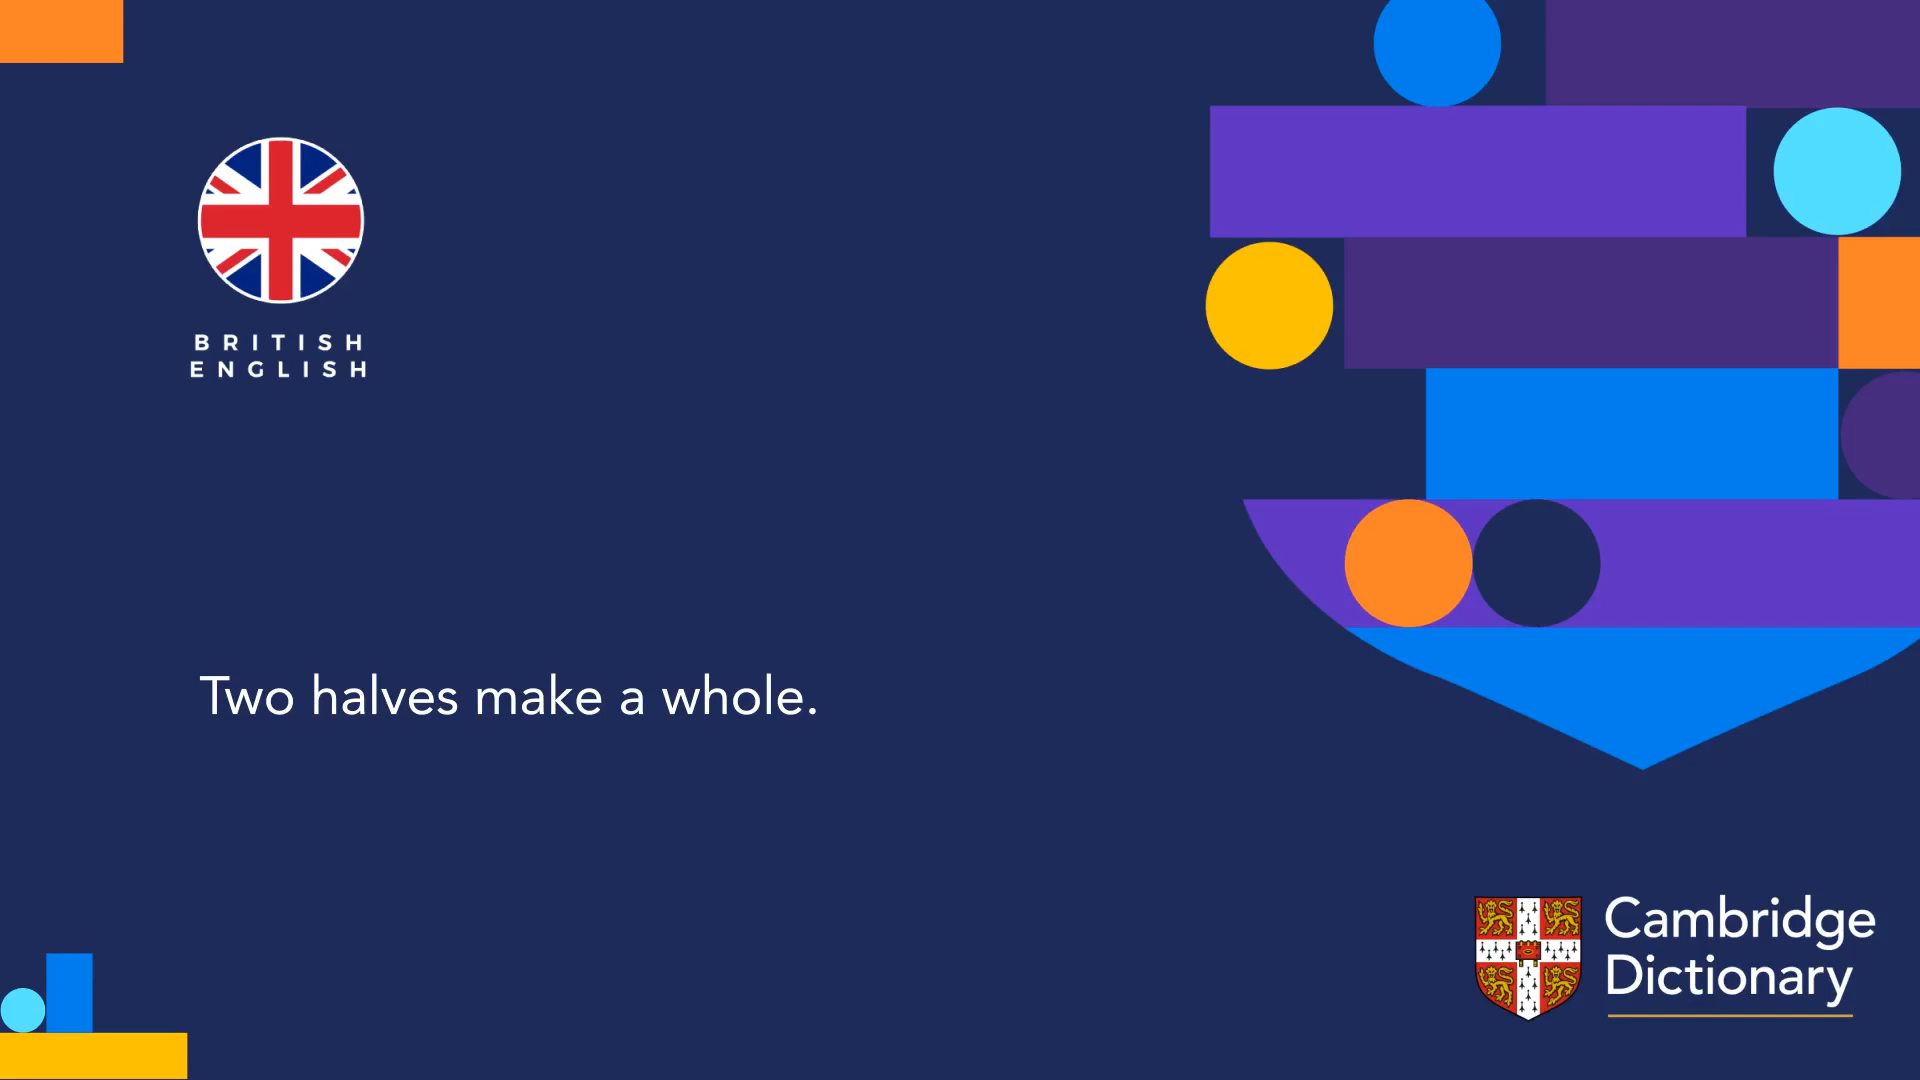 BRITISH
ENGLISH
Two halves make a whole.
Cambridge
Dictionary